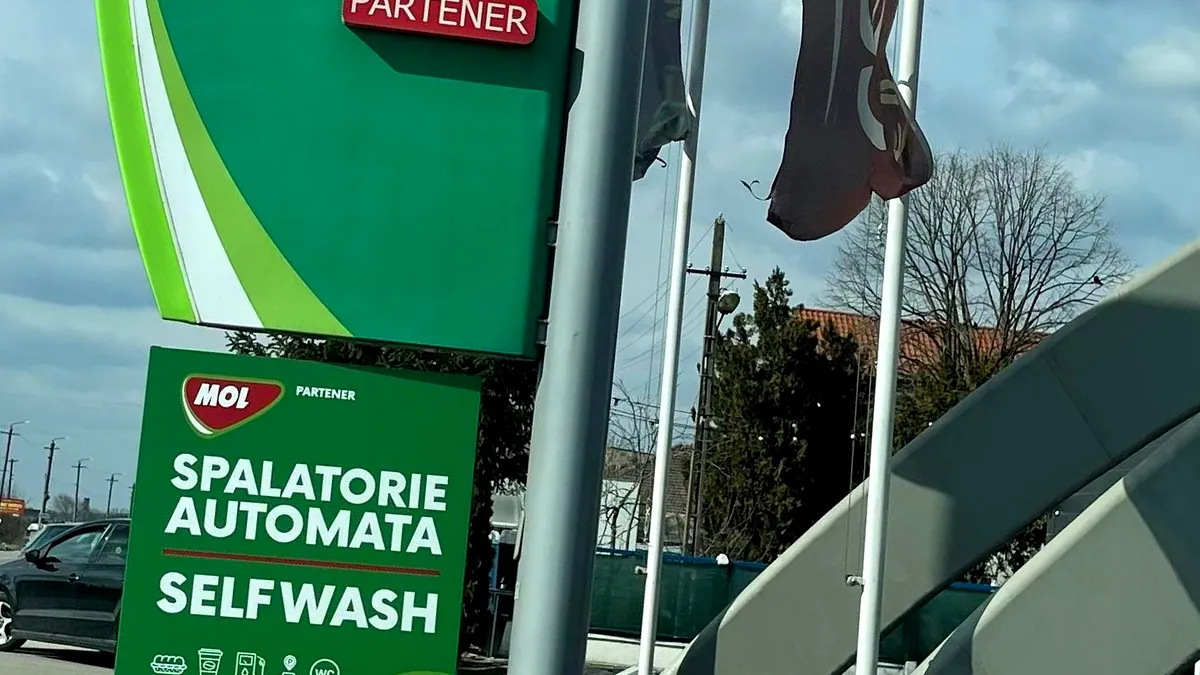 PARTENER
MOL PARTENER
SPALATORIE
AUTOMATA
SELFWASH
WC